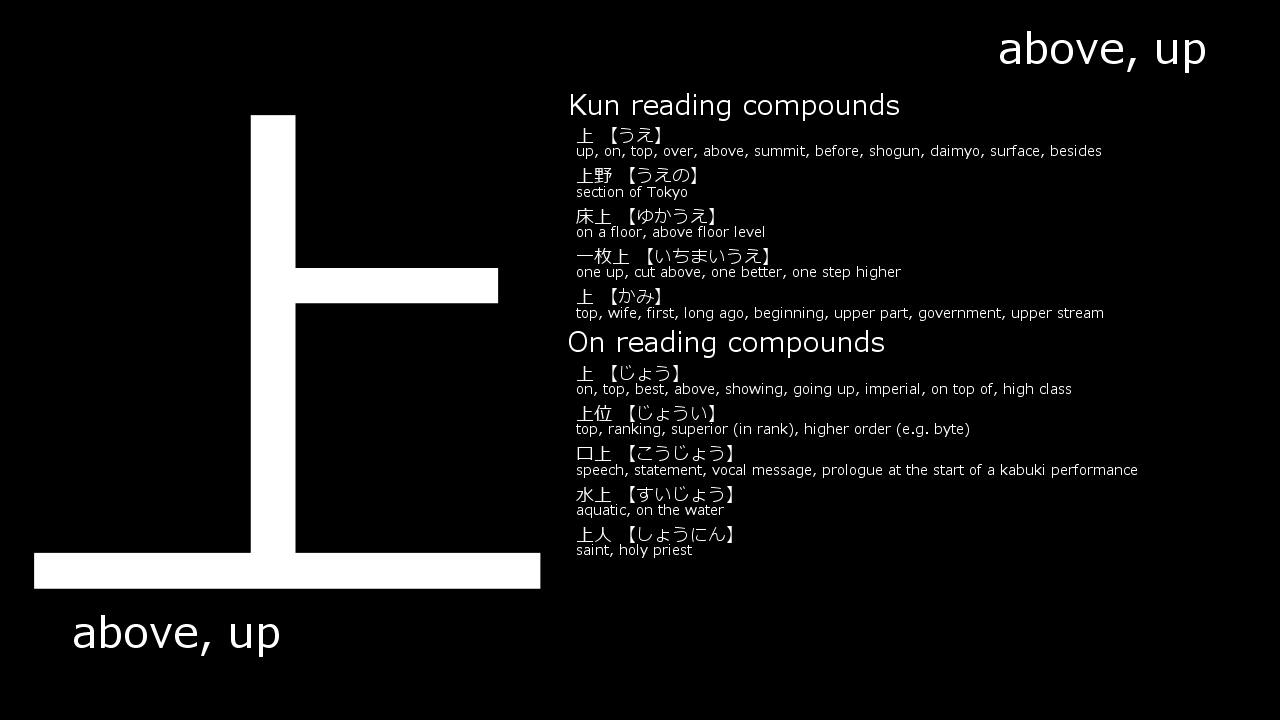 above, up
上
Kun reading compounds
上 【うえ】
up, on, top, over, above, summit, before, shogun, daimyo, surface, besides
上野 【うえの】
section of Tokyo
床上 【ゆかうえ】
on a floor, above floor level
一枚上 【いちまいうえ】
one up, cut above, one better, one step higher
上 【かみ】
top, wife, first, long ago, beginning, upper part, government, upper stream
On reading compounds
上 【じょう】
on, top, best, above, showing, going up, imperial, on top of, high class
上位 【じょうい】
top, ranking, superior (in rank), higher order (e.g. byte)
口上 【こうじょう】
speech, statement, vocal message, prologue at the start of a kabuki performance
水上 【すいじょう】
aquatic, on the water
上人 【しょうにん】
saint, holy priest
above, up